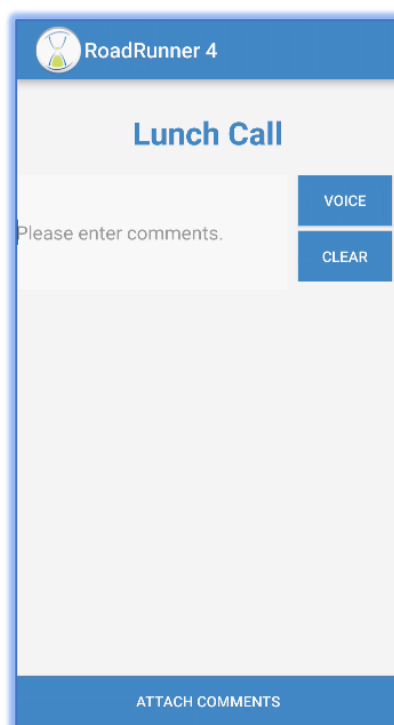 RoadRunner 4
Lunch Call
VOICE
Please enter comments.
CLEAR
ATTACH COMMENTS